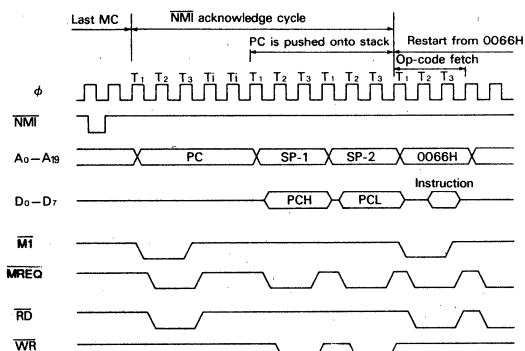 Last MC
NMI acknowledge cycle
PC is pushed onto stack
Restart from 0066H
Op-code fetch
T1 T2 T3 Ti Ti T1 T2 T3 T1 T2 T3 T1 T2 T3
φ
NMI
A0–A19 PC SP-1 SP-2 0066H
Instruction
D0–D7 PCH PCL
M1
MREQ
RD
WR